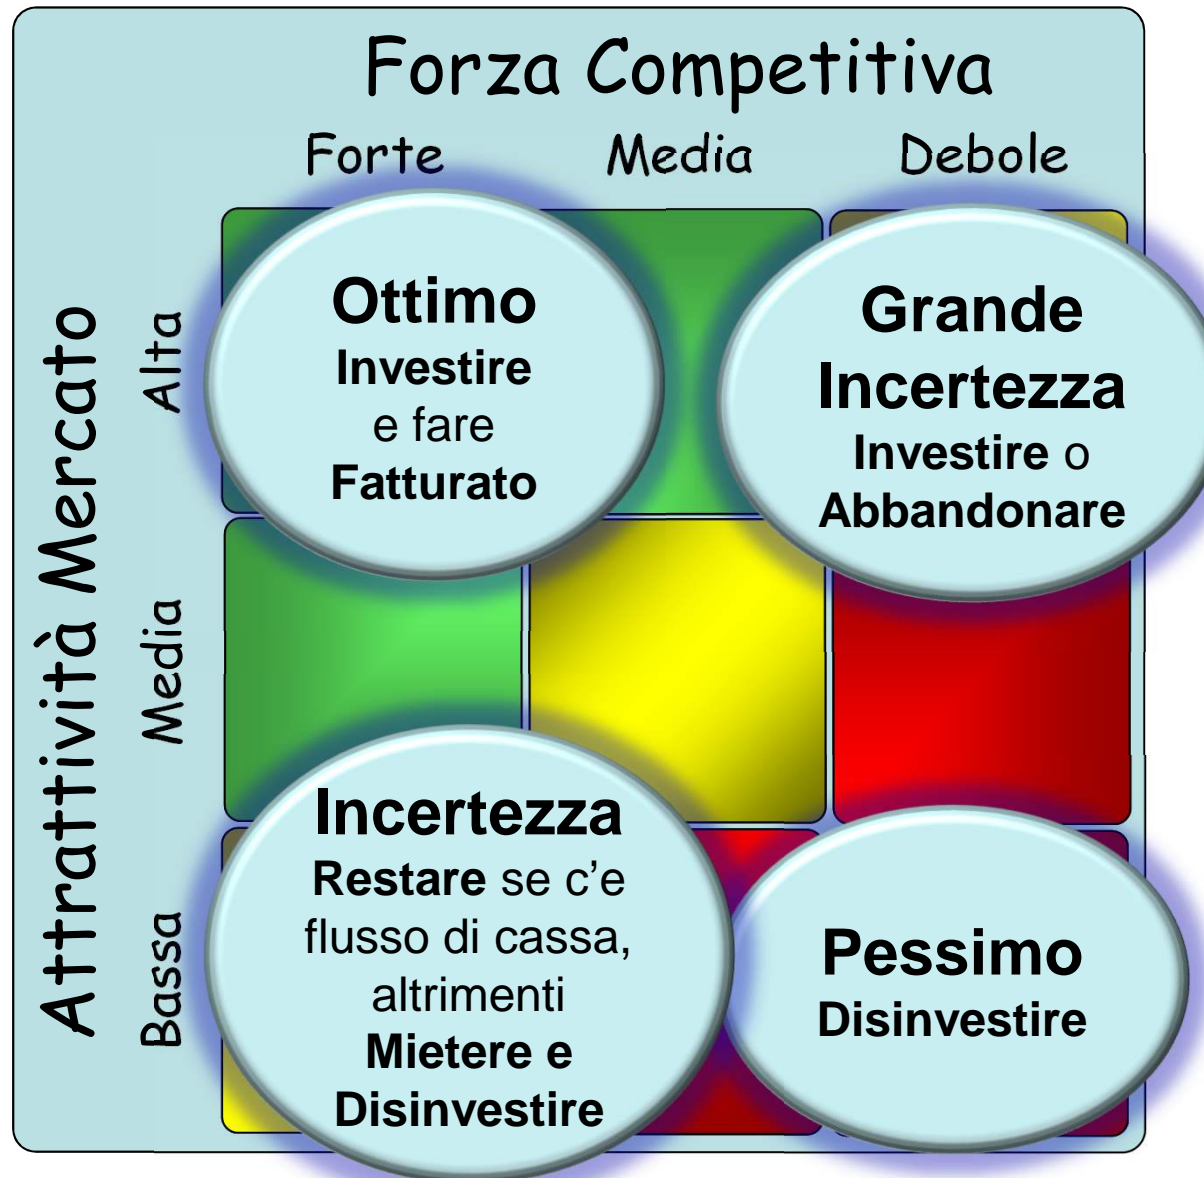 Forza Competitiva
Forte
Media
Debole
Attrattività Mercato
Alta
Media
Bassa
Ottimo
Investire
e fare
Fatturato
Grande
Incertezza
Investire o
Abbandonare
Incertezza
Restare se c'e
flusso di cassa,
altrimenti
Mietere e
Disinvestire
Pessimo
Disinvestire